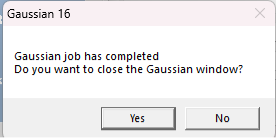 Gaussian 16
Gaussian job has completed
Do you want to close the Gaussian window?
Yes
No